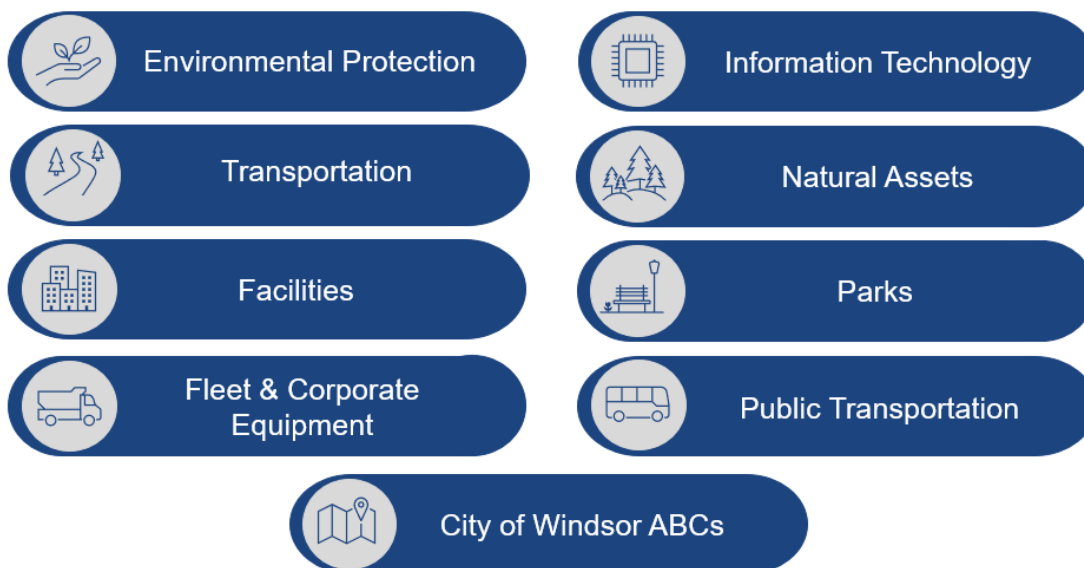 Environmental Protection
Information Technology
Transportation
Natural Assets
Facilities
Parks
Fleet & Corporate
Equipment
Public Transportation
City of Windsor ABCs